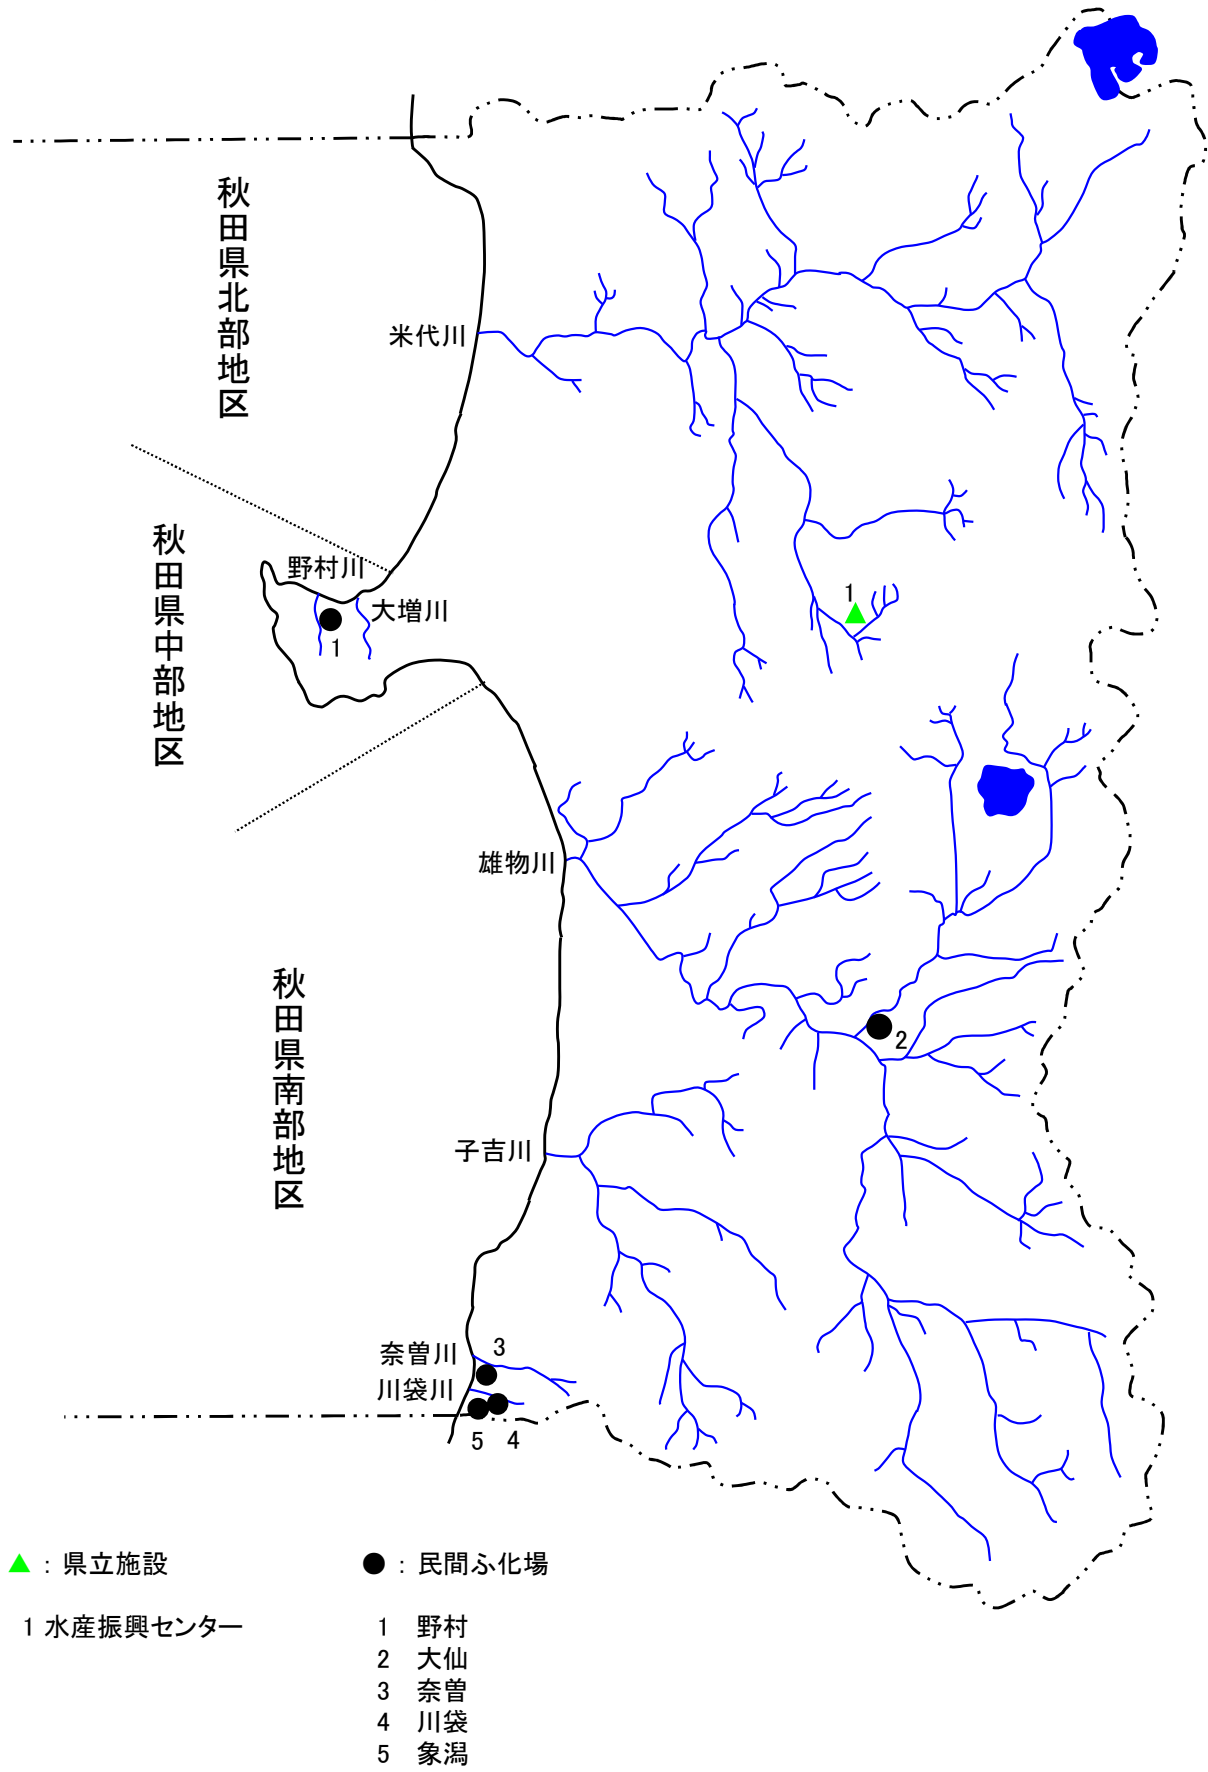 秋田県北部地区
米代川
秋田県中部地区
野村川
大増川
1
1
雄物川
秋田県南部地区
2
子吉川
奈曽川
3
川袋川
5
4
▲ : 県立施設
● : 民間ふ化場
1 水産振興センター
1 野村
2 大仙
3 奈曽
4 川袋
5 象潟